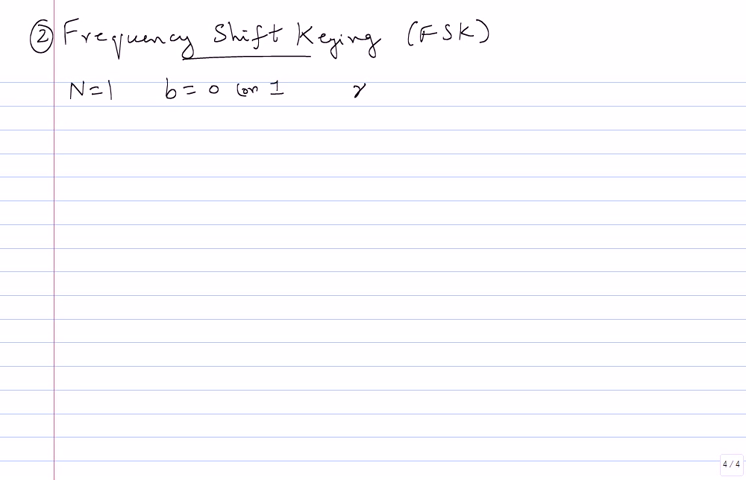 ② Frequency Shift Keying (FSK)
N=1 b=0 (or) 1
4/4